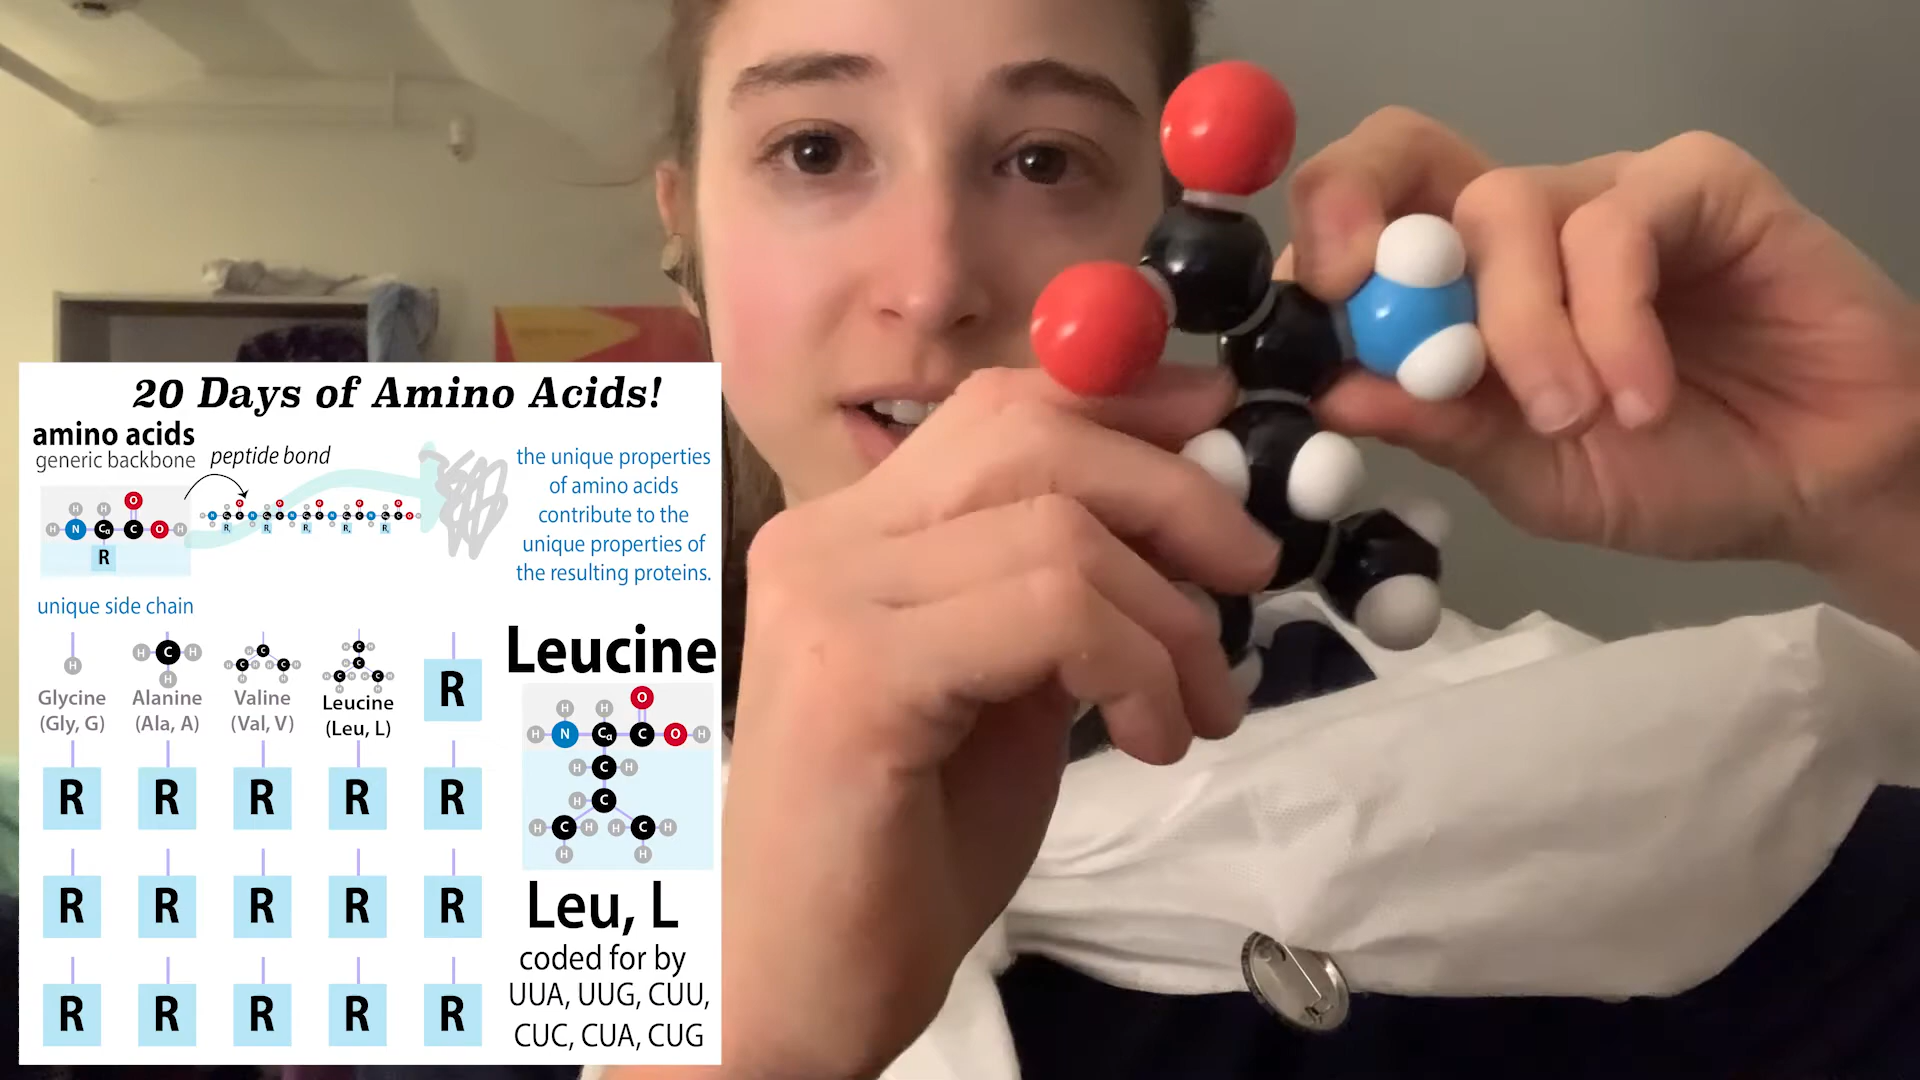 20 Days of Amino Acids!
amino acids
generic backbone
peptide bond
the unique properties
of amino acids
contribute to the
unique properties of
the resulting proteins.
H H O
H N Cα C O H
R
R R R R R
unique side chain
H
Glycine
(Gly, G)
H C H
H
Alanine
(Ala, A)
Valine
(Val, V)
Leucine
(Leu, L)
R
R R R R R
R R R R R
R R R R R
Leucine
H H O
H N Cα C O H
H C H
H C
H C H H C H
H H
Leu, L
coded for by
UUA, UUG, CUU,
CUC, CUA, CUG